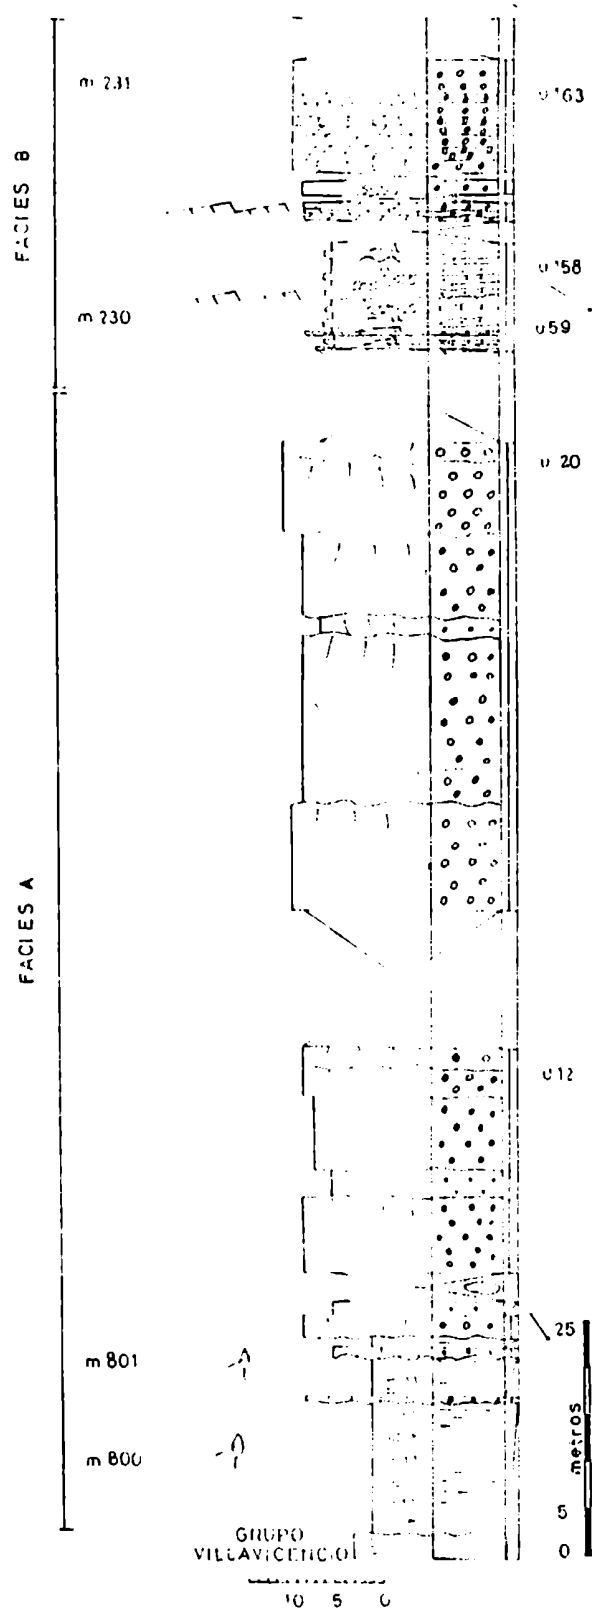 m 231
u 163
FACIES B
u 158
m 230
u 59
u 20
FACIES A
u 12
25
m 801
metros
m 800
5
GRUPO
VILLAVICENCIO
0
10 5 0